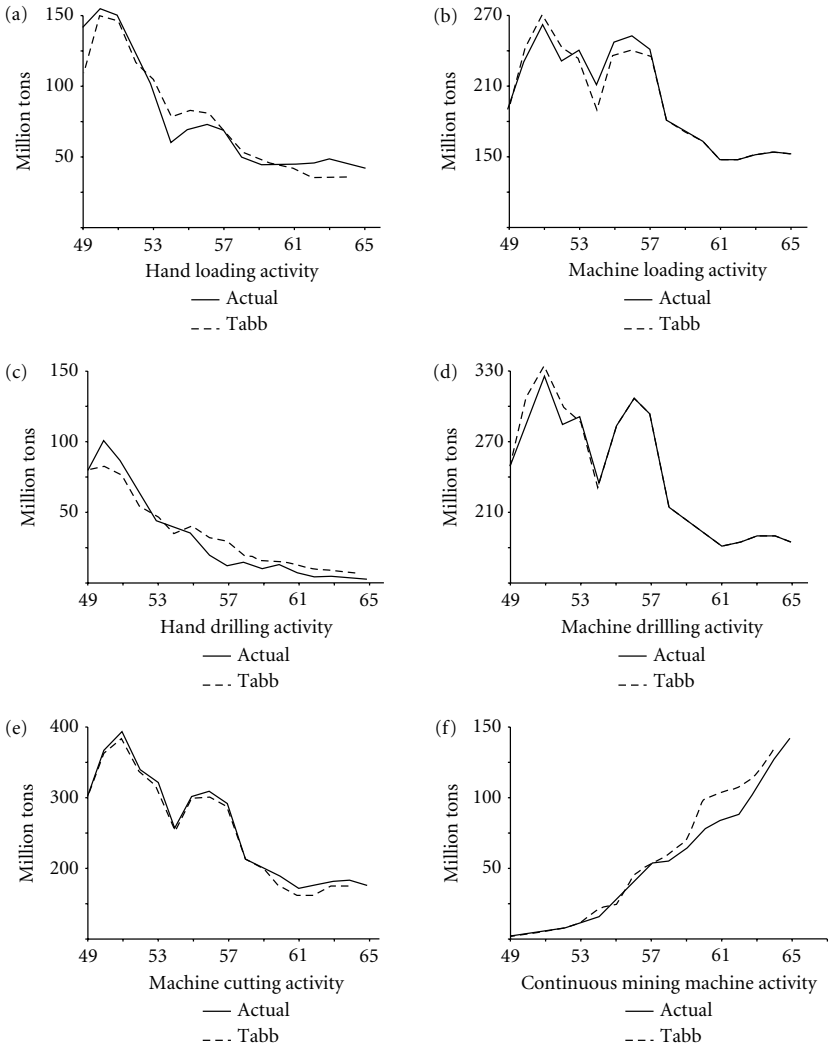 (a)
150
100
50
Million tons
49 53 57 61 65
Hand loading activity
Actual
Tabb
(b)
270
210
150
Million tons
49 53 57 61 65
Machine loading activity
Actual
Tabb
(c)
150
100
50
Million tons
49 53 57 61 65
Hand drilling activity
Actual
Tabb
(d)
330
270
210
Million tons
49 53 57 61 65
Machine drillling activity
Actual
Tabb
(e)
400
300
200
Million tons
49 53 57 61 65
Machine cutting activity
Actual
Tabb
(f)
150
100
50
Million tons
49 53 57 61 65
Continuous mining machine activity
Actual
Tabb